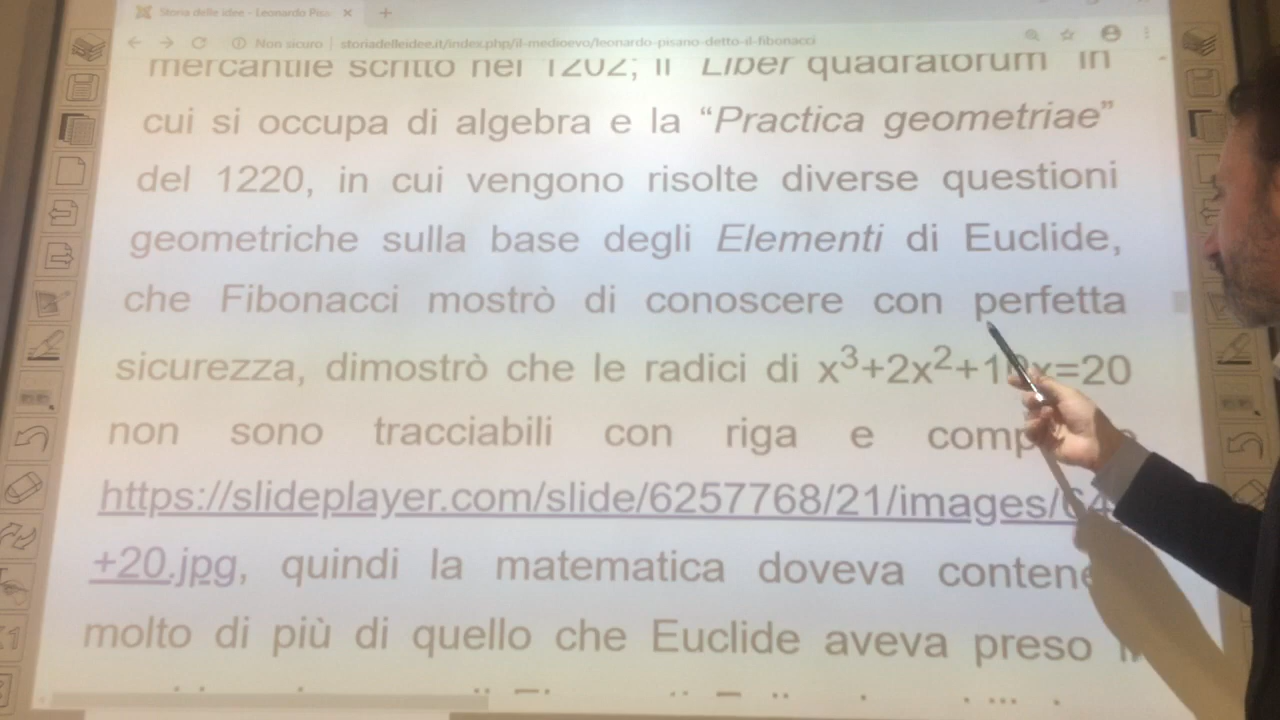 Storia delle idee - Leonardo Pisa
Non sicuro | storiadelleidee.it/index.php/il-medioevo/leonardo-pisano-detto-il-fibonacci
mercantile scritto nel 1202; il Liber quadratorum in
cui si occupa di algebra e la “Practica geometriae”
del 1220, in cui vengono risolte diverse questioni
geometriche sulla base degli Elementi di Euclide,
che Fibonacci mostrò di conoscere con perfetta
sicurezza, dimostrò che le radici di x³+2x²+10x=20
non sono tracciabili con riga e
https://slideplayer.com/slide/6257768/21/images/64
+20.jpg, quindi la matematica doveva
molto di più di quello che Euclide aveva preso